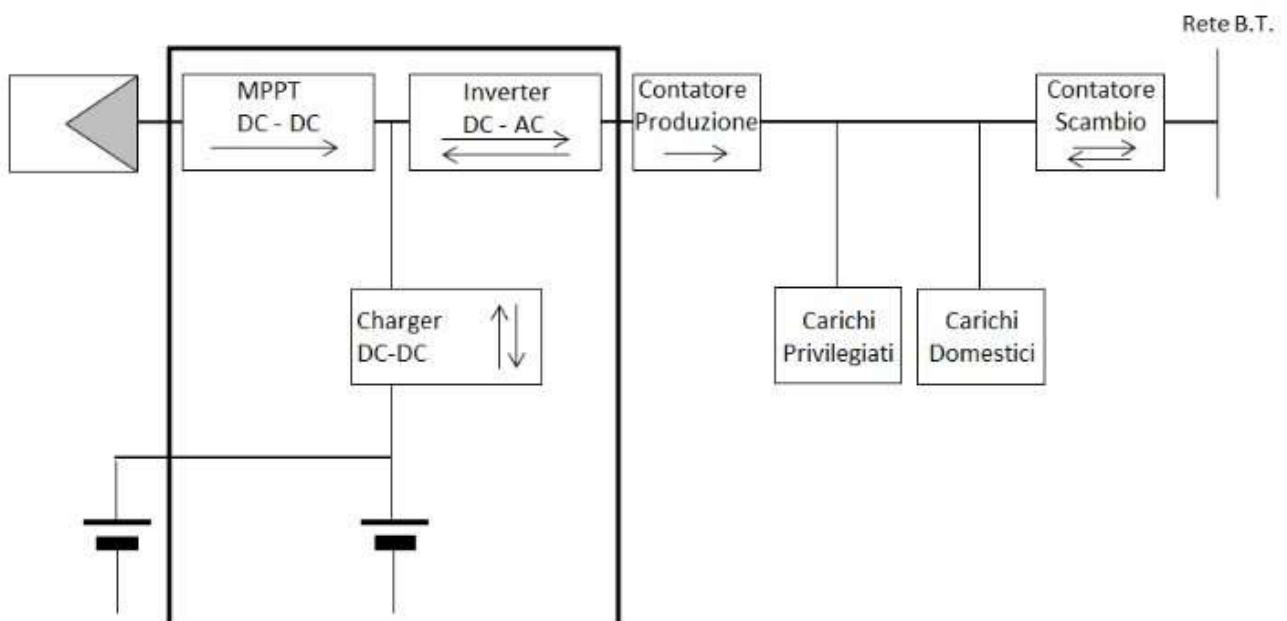 Rete B.T.
MPPT
DC - DC
Inverter
DC - AC
Contatore
Produzione
Contatore
Scambio
Charger
DC-DC
Carichi
Privilegiati
Carichi
Domestici